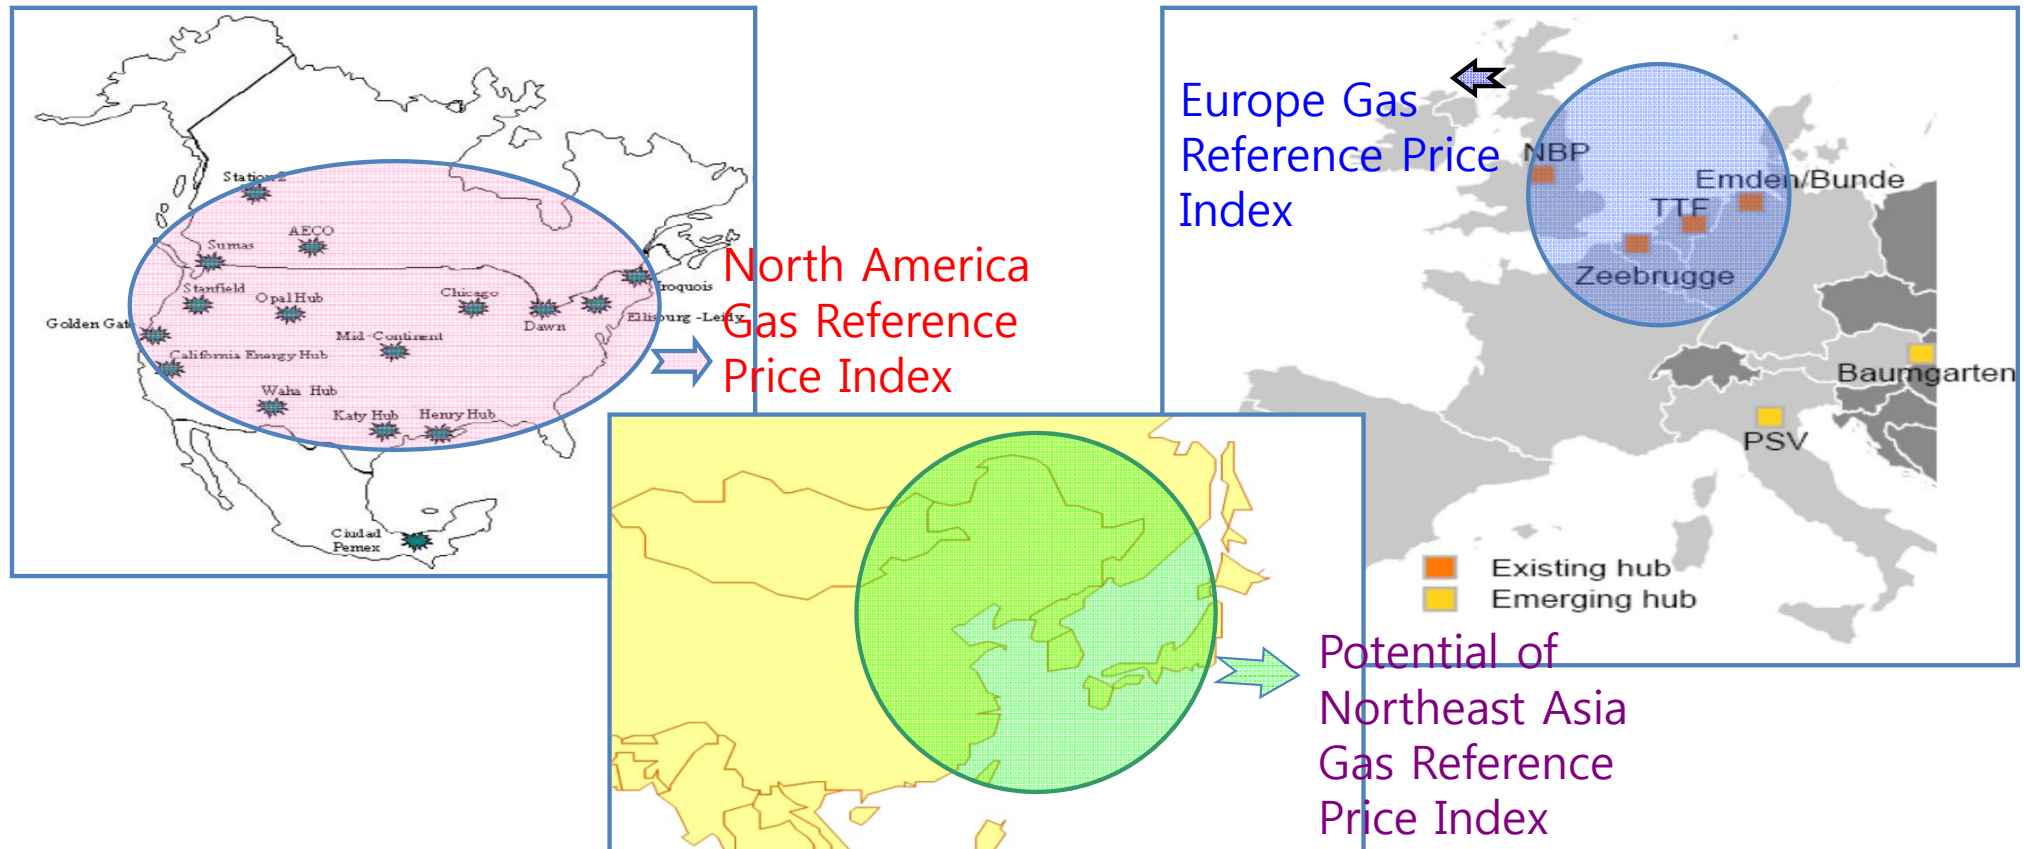 Station 2
AECO
Sumas
Stanfield
Opal Hub
Chicago
Iroquois
Golden Gate
Mid-Continent
Dawn
Ellisburg -Leidy
California Energy Hub
Waha Hub
Katy Hub
Henry Hub
Ciudad
Pemex
North America
Gas Reference
Price Index
Europe Gas
Reference Price
Index
NBP
Emden/Bunde
TTF
Zeebrugge
Baumgarten
PSV
Existing hub
Emerging hub
Potential of
Northeast Asia
Gas Reference
Price Index